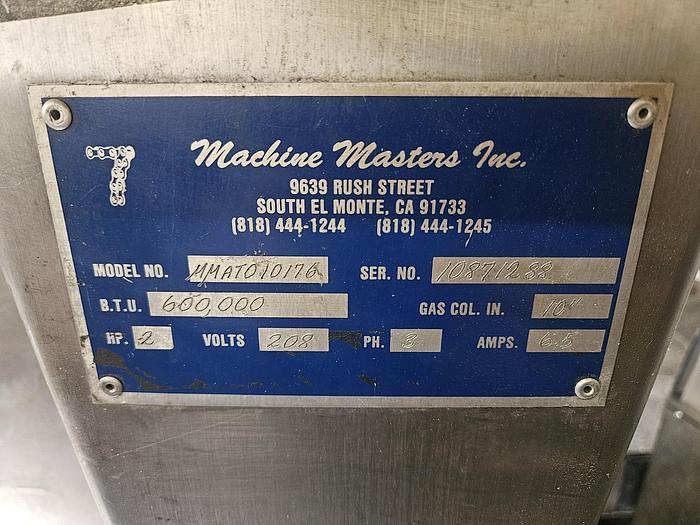 7
Machine Masters Inc.
9639 RUSH STREET
SOUTH EL MONTE, CA 91733
(818) 444-1244 (818) 444-1245
MODEL NO. MMAT010176 SER. NO. 10871288
B.T.U. 600,000 GAS COL. IN. 10"
HP. 2 VOLTS 208 PH. 3 AMPS. 6.5